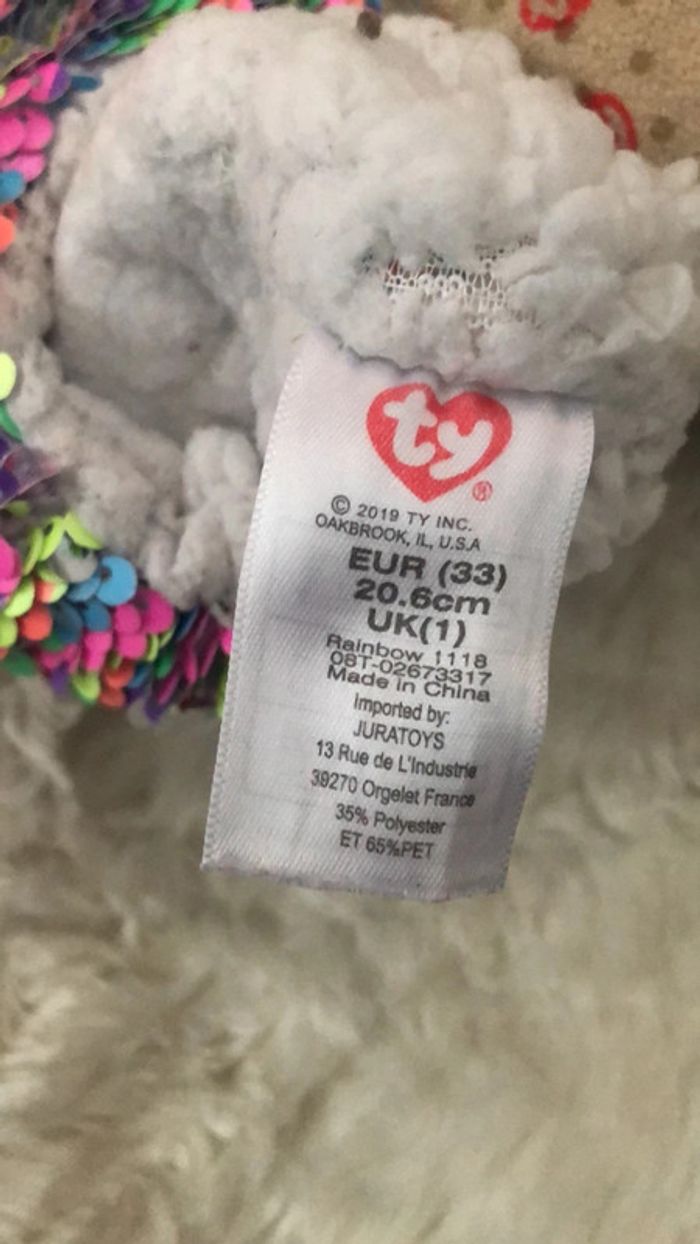 ty
®
© 2019 TY INC.
OAKBROOK, IL, U.S.A
EUR (33)
20.6cm
UK(1)
Rainbow 1118
08T-02673317
Made in China
Imported by:
JURATOYS
13 Rue de L'Industrie
39270 Orgelet France
35% Polyester
ET 65%PET